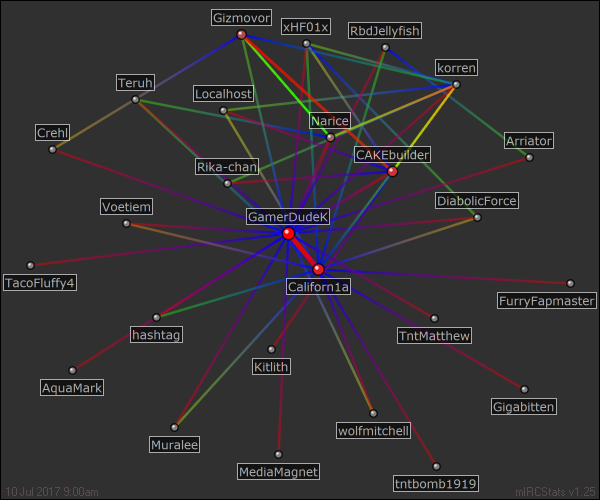 Gizmovor
xHF01x
RbdJellyfish
korren
Teruh
Localhost
Narice
Crehl
Arriator
CAKEbuilder
Rika-chan
DiabolicForce
Voetiem
GamerDudeK
TacoFluffy4
Californ1a
FurryFapmaster
hashtag
TntMatthew
Kitlith
AquaMark
Gigabitten
wolfmitchell
Muralee
MediaMagnet
tntbomb1919
10 Jul 2017 9:00am
mIRCStats v1.25